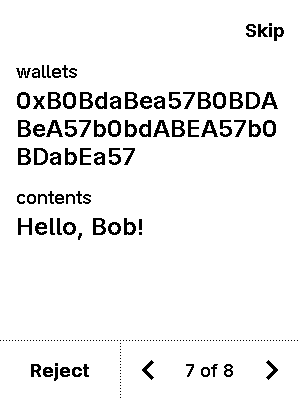 Skip
wallets
0xB0BdaBea57B0BDA
BeA57b0bdABEA57b0
BDabEa57
contents
Hello, Bob!
Reject
7 of 8